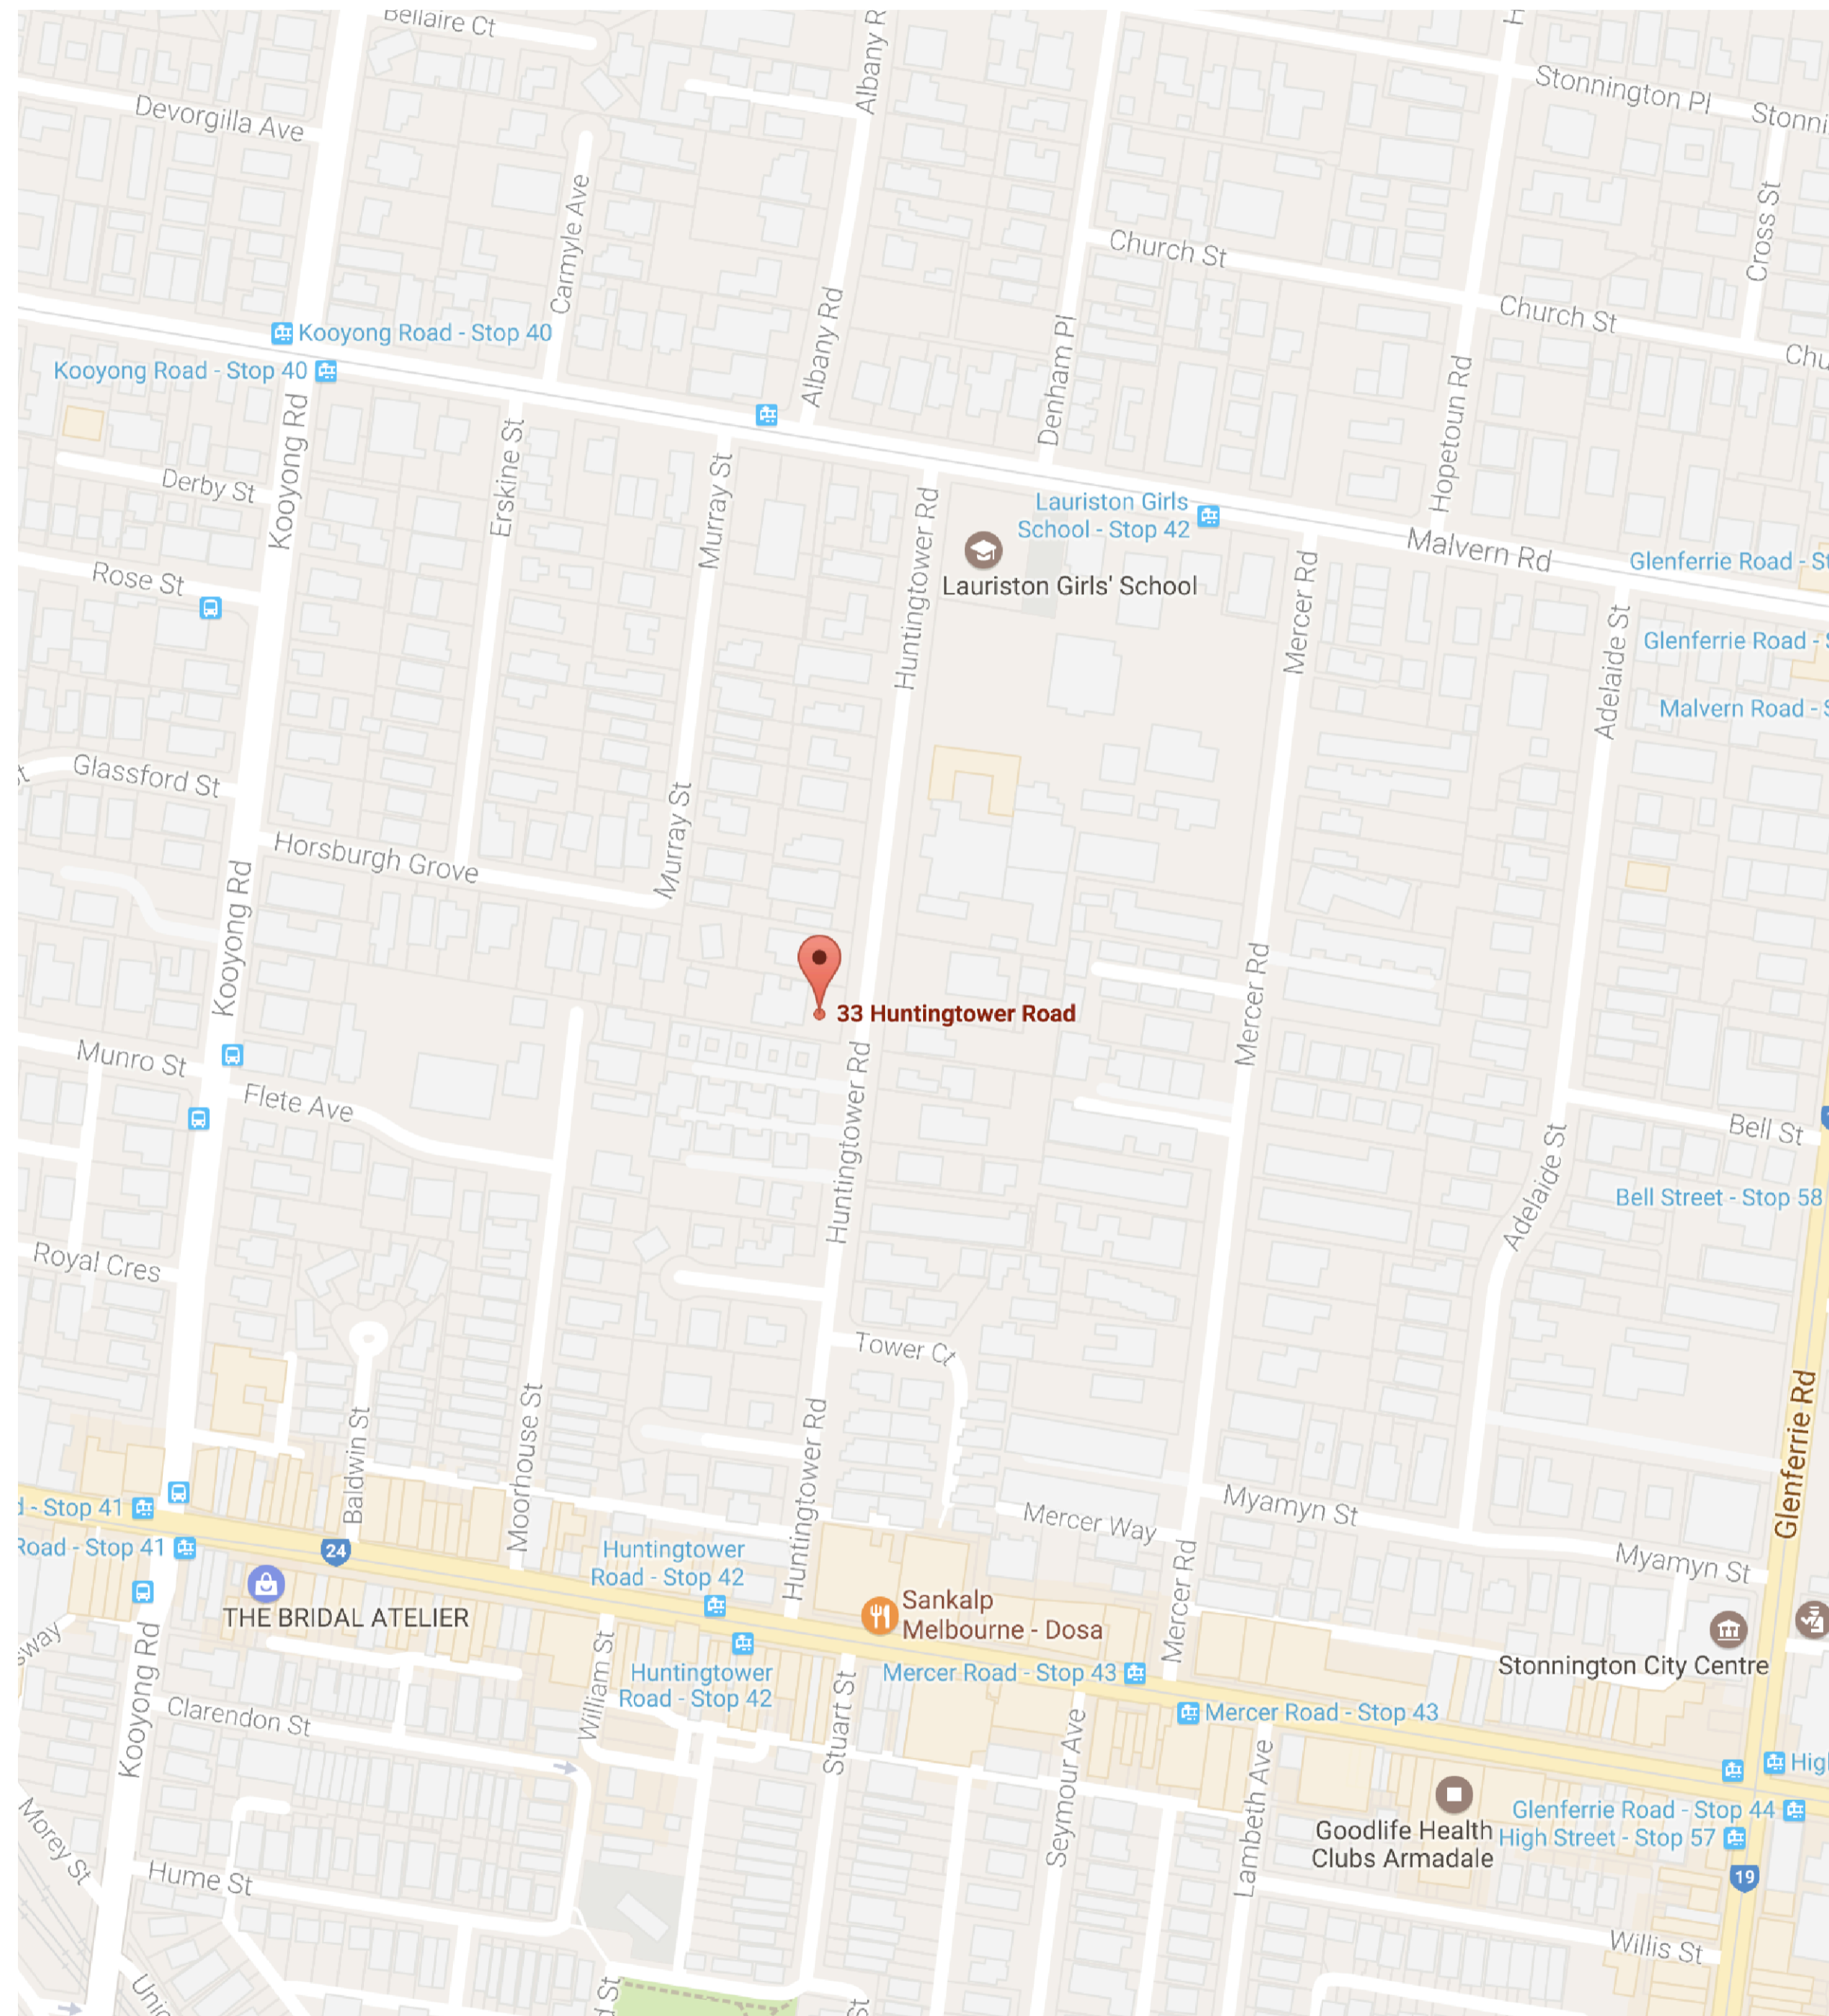 Bellaire Ct
Albany R
H
Stonnington Pl
Stonni
Devorgilla Ave
Carmyle Ave
Cross St
Church St
Church St
Chu
Albany Rd
Denham Pl
Hopetoun Rd
Kooyong Road - Stop 40
Kooyong Road - Stop 40
Kooyong Rd
Derby St
Erskine St
Murray St
Huntingtower Rd
Lauriston Girls
School - Stop 42
Lauriston Girls' School
Malvern Rd
Mercer Rd
Glenferrie Road - St
Rose St
Adelaide St
Glenferrie Road - S
Malvern Road - S
Glassford St
St
Murray St
Horsburgh Grove
Kooyong Rd
Mercer Rd
33 Huntingtower Road
Munro St
Huntingtower Rd
Flete Ave
Bell St
Adelaide St
Bell Street - Stop 58
Royal Cres
Tower Ct
Glenferrie Rd
Baldwin St
Moorhouse St
Huntingtower Rd
d - Stop 41
Road - Stop 41
24
Mercer Way
Myamyn St
Myamyn St
Mercer Rd
Huntingtower
Road - Stop 42
THE BRIDAL ATELIER
Sankalp
Melbourne - Dosa
Stonnington City Centre
sway
Kooyong Rd
William St
Huntingtower
Road - Stop 42
Mercer Road - Stop 43
Mercer Road - Stop 43
Clarendon St
Stuart St
Seymour Ave
Lambeth Ave
High
Glenferrie Road - Stop 44
High Street - Stop 57
Goodlife Health
Clubs Armadale
Morey St
Hume St
19
Willis St
Unio
d St
St